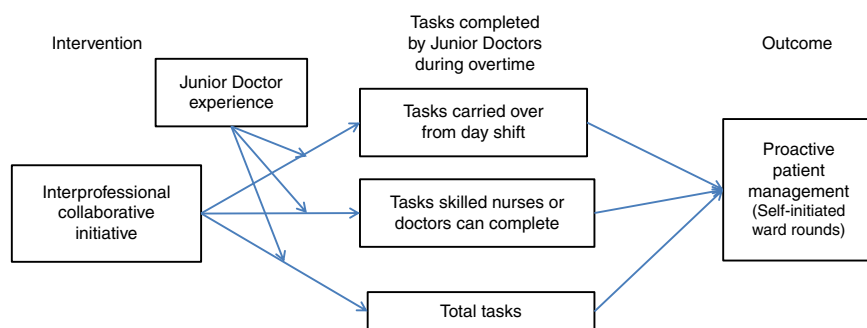 Intervention
Tasks completed
by Junior Doctors
during overtime
Outcome
Junior Doctor
experience
Tasks carried over
from day shift
Interprofessional
collaborative
initiative
Tasks skilled nurses or
doctors can complete
Proactive
patient
management
(Self-initiated
ward rounds)
Total tasks